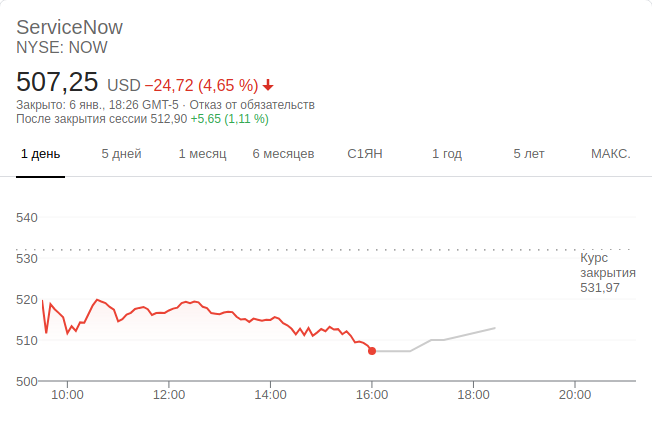 ServiceNow
NYSE: NOW
507,25 USD −24,72 (4,65 %)
Закрыто: 6 янв., 18:26 GMT-5 · Отказ от обязательств
После закрытия сессии 512,90 +5,65 (1,11 %)
1 день 5 дней 1 месяц 6 месяцев С1ЯН 1 год 5 лет МАКС.
540
530
Курс
закрытия
531,97
520
510
500
10:00 12:00 14:00 16:00 18:00 20:00